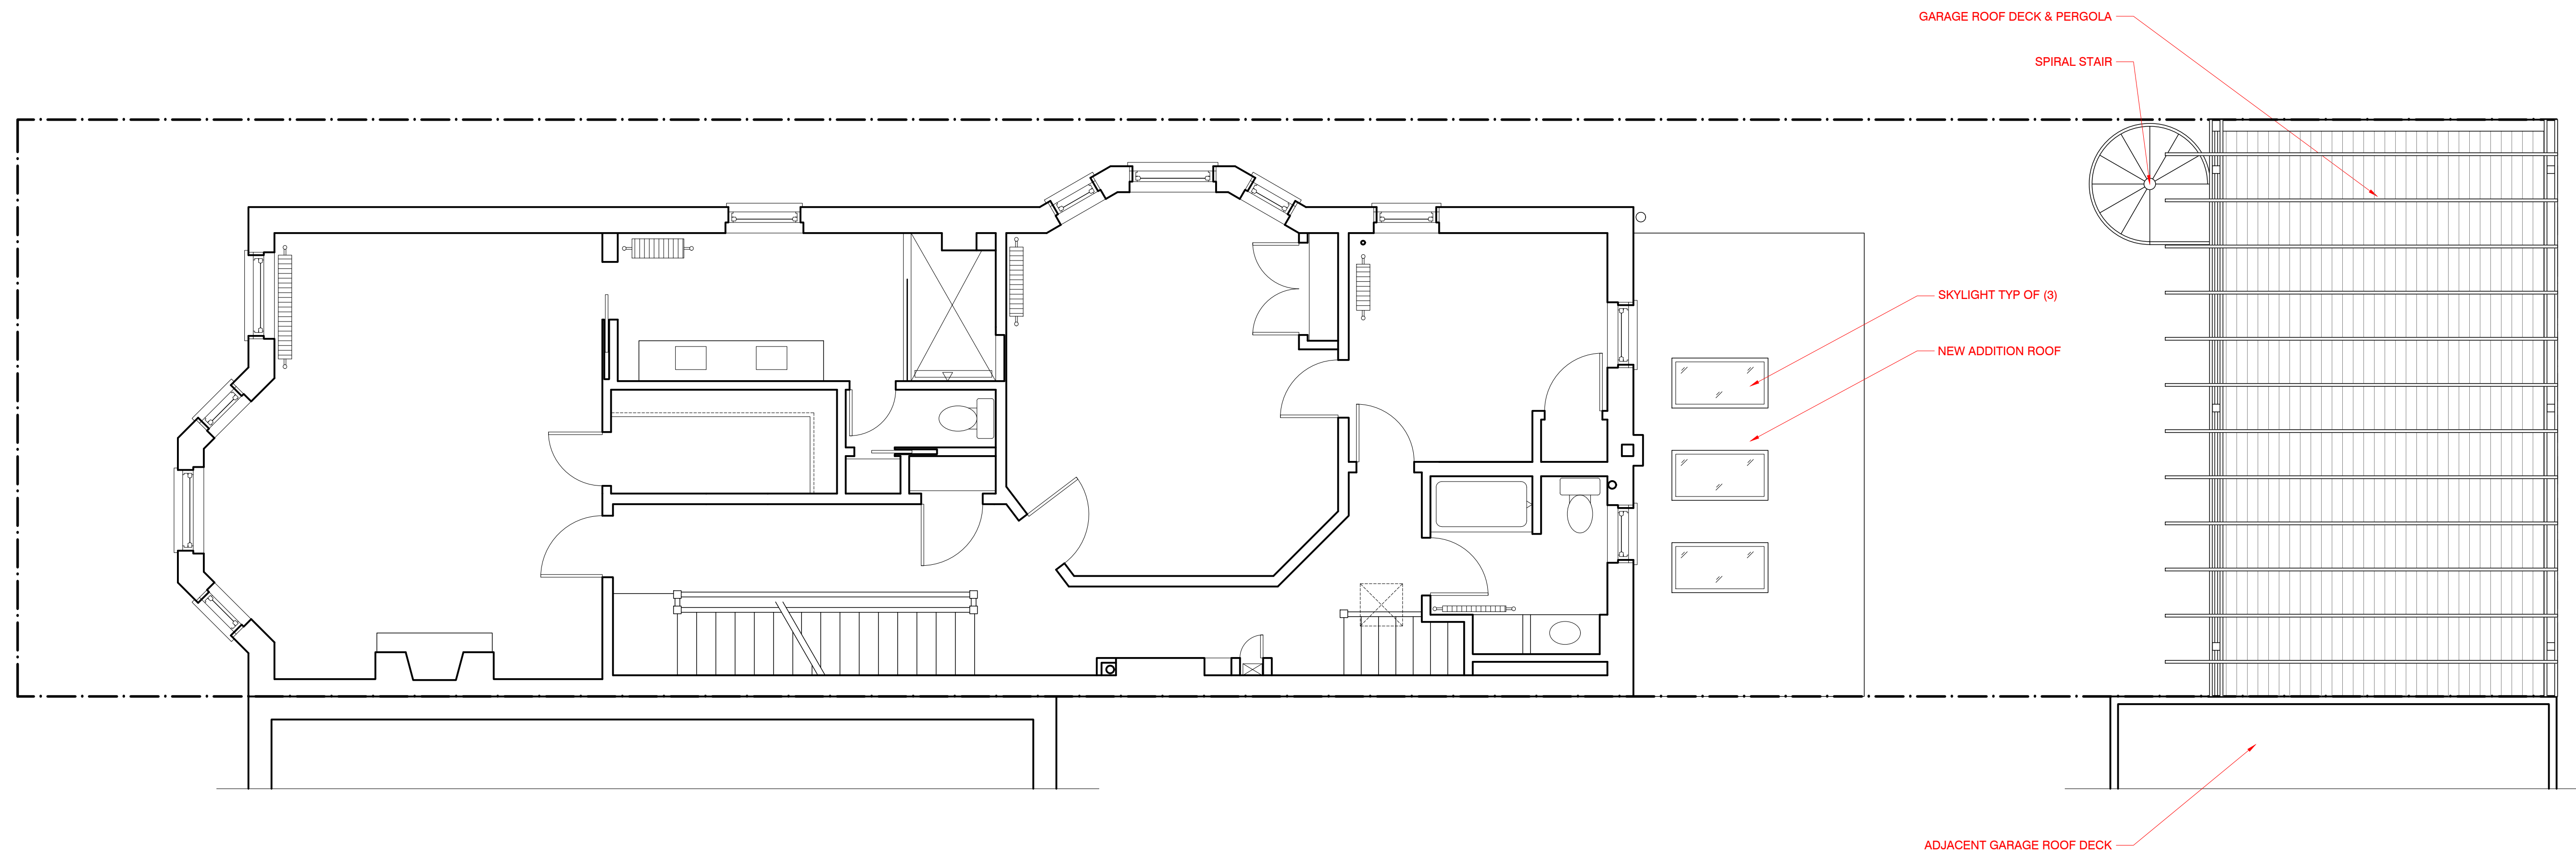 GARAGE ROOF DECK & PERGOLA
SPIRAL STAIR
SKYLIGHT TYP OF (3)
NEW ADDITION ROOF
ADJACENT GARAGE ROOF DECK